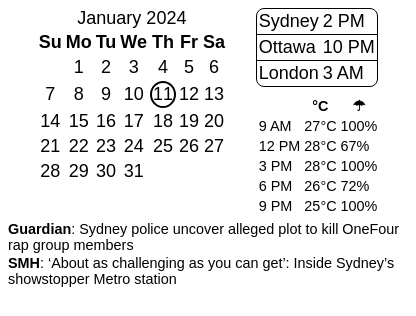 January 2024
Su Mo Tu We Th Fr Sa
1 2 3 4 5 6
7 8 9 10 11 12 13
14 15 16 17 18 19 20
21 22 23 24 25 26 27
28 29 30 31
Sydney 2 PM
Ottawa 10 PM
London 3 AM
°C ☂
9 AM 27°C 100%
12 PM 28°C 67%
3 PM 28°C 100%
6 PM 26°C 72%
9 PM 25°C 100%
Guardian: Sydney police uncover alleged plot to kill OneFour
rap group members
SMH: ‘About as challenging as you can get’: Inside Sydney’s
showstopper Metro station